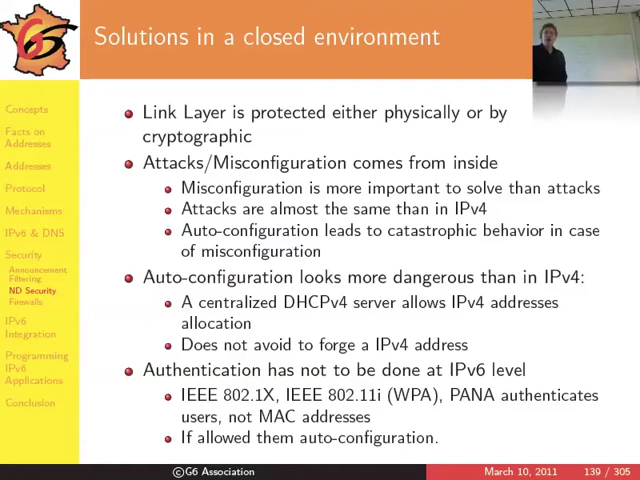 Solutions in a closed environment
Concepts
Facts on
Addresses
Addresses
Protocol
Mechanisms
IPv6 & DNS
Security
Announcement
Filtering
ND Security
Firewalls
IPv6
Integration
Programming
IPv6
Applications
Conclusion
Link Layer is protected either physically or by
cryptographic
Attacks/Misconfiguration comes from inside
Misconfiguration is more important to solve than attacks
Attacks are almost the same than in IPv4
Auto-configuration leads to catastrophic behavior in case
of misconfiguration
Auto-configuration looks more dangerous than in IPv4:
A centralized DHCPv4 server allows IPv4 addresses
allocation
Does not avoid to forge a IPv4 address
Authentication has not to be done at IPv6 level
IEEE 802.1X, IEEE 802.11i (WPA), PANA authenticates
users, not MAC addresses
If allowed them auto-configuration.
©G6 Association
March 10, 2011
139 / 305